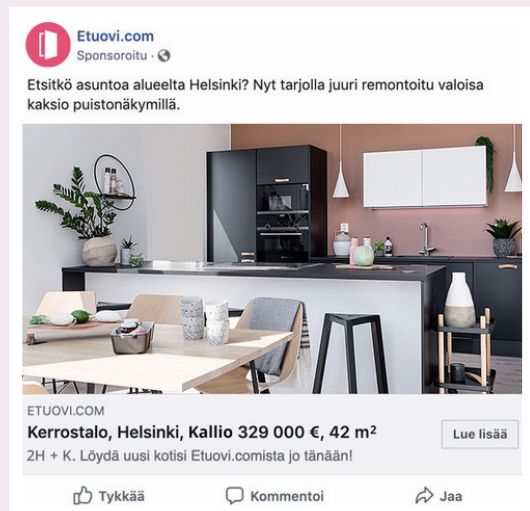 Etuovi.com
Sponsoroitu ·
Etsitkö asuntoa alueelta Helsinki? Nyt tarjolla juuri remontoitu valoisa
kaksio puistonäkymillä.
ETUOVI.COM
Kerrostalo, Helsinki, Kallio 329 000 €, 42 m²
2H + K. Löydä uusi kotisi Etuovi.comista jo tänään!
Lue lisää
Tykkää
Kommentoi
Jaa